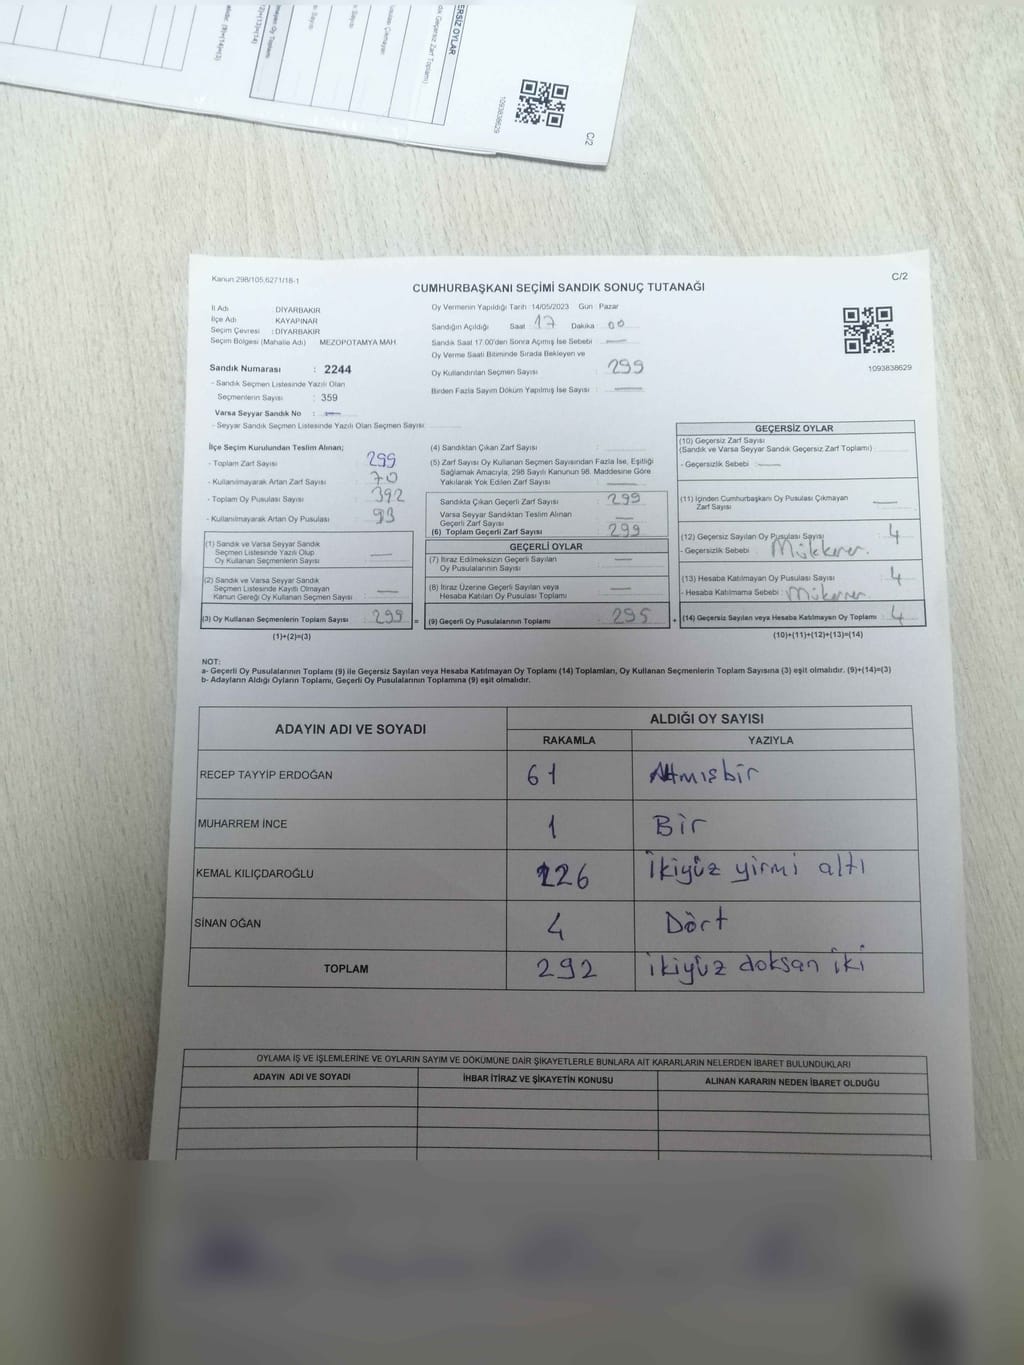 ERSİZ OYLAR
1093838629
C/2
Kanun 298/105,6271/18-1
C/2
CUMHURBAŞKANI SEÇİMİ SANDIK SONUÇ TUTANAĞI
İl Adı DİYARBAKIR
İlçe Adı KAYAPINAR
Seçim Çevresi : DİYARBAKIR
Seçim Bölgesi (Mahalle Adı) MEZOPOTAMYA MAH.
Oy Vermenin Yapıldığı Tarih : 14/05/2023 Gün : Pazar
Sandığın Açıldığı Saat : 17 Dakika : 00
Sandık Saat 17.00'den Sonra Açımış İse Sebebi :
Oy Verme Saati Bitiminde Sırada Bekleyen ve
Oy Kullandırılan Seçmen Sayısı : 299
Birden Fazla Sayım Döküm Yapılmış İse Sayısı :
1093838629
Sandık Numarası : 2244
- Sandık Seçmen Listesinde Yazılı Olan
Seçmenlerin Sayısı : 359
Varsa Seyyar Sandık No :
- Seyyar Sandık Seçmen Listesinde Yazılı Olan Seçmen Sayısı :
İlçe Seçim Kurulundan Teslim Alınan;
- Toplam Zarf Sayısı : 299
- Kullanılmayarak Artan Zarf Sayısı : 70
- Toplam Oy Pusulası Sayısı : 392
- Kullanılmayarak Artan Oy Pusulası : 93
(1) Sandık ve Varsa Seyyar Sandık
Seçmen Listesinde Yazılı Olup
Oy Kullanan Seçmenlerin Sayısı :
(2) Sandık ve Varsa Seyyar Sandık
Seçmen Listesinde Kayıtlı Olmayan
Kanun Gereği Oy Kullanan Seçmen Sayısı :
(3) Oy Kullanan Seçmenlerin Toplam Sayısı : 299 =
(1)+(2)=(3)
(4) Sandıktan Çıkan Zarf Sayısı :
(5) Zarf Sayısı Oy Kullanan Seçmen Sayısından Fazla İse, Eşitliği
Sağlamak Amacıyla, 298 Sayılı Kanunun 98. Maddesine Göre
Yakılarak Yok Edilen Zarf Sayısı :
Sandıkta Çıkan Geçerli Zarf Sayısı : 299
Varsa Seyyar Sandıktan Teslim Alınan
Geçerli Zarf Sayısı :
(6) Toplam Geçerli Zarf Sayısı : 299
GEÇERLİ OYLAR
(7) İtiraz Edilmeksizin Geçerli Sayılan
Oy Pusulalarının Sayısı :
(8) İtiraz Üzerine Geçerli Sayılan veya
Hesaba Katılan Oy Pusulası Toplamı :
(9) Geçerli Oy Pusulalarının Toplamı : 295 +
GEÇERSİZ OYLAR
(10) Geçersiz Zarf Sayısı
(Sandık ve Varsa Seyyar Sandık Geçersiz Zarf Toplamı) :
- Geçersizlik Sebebi :
(11) İçinden Cumhurbaşkanı Oy Pusulası Çıkmayan
Zarf Sayısı :
(12) Geçersiz Sayılan Oy Pusulası Sayısı : 4
- Geçersizlik Sebebi : Mükkerer.
(13) Hesaba Katılmayan Oy Pusulası Sayısı : 4
- Hesaba Katılmama Sebebi : Mükerrer.
(14) Geçersiz Sayılan veya Hesaba Katılmayan Oy Toplamı : 4
(10)+(11)+(12)+(13)=(14)
NOT:
a- Geçerli Oy Pusulalarının Toplamı (9) ile Geçersiz Sayılan veya Hesaba Katılmayan Oy Toplamı (14) Toplamları, Oy Kullanan Seçmenlerin Toplam Sayısına (3) eşit olmalıdır. (9)+(14)=(3)
b- Adayların Aldığı Oyların Toplamı, Geçerli Oy Pusulalarının Toplamına (9) eşit olmalıdır.
ADAYIN ADI VE SOYADI ALDIĞI OY SAYISI
RAKAMLA YAZIYLA
RECEP TAYYİP ERDOĞAN 61 Altmışbir
MUHARREM İNCE 1 Bir
KEMAL KILIÇDAROĞLU 226 İkiyüz yirmi altı
SİNAN OĞAN 4 Dört
TOPLAM 292 ikiyüz doksan iki
OYLAMA İŞ VE İŞLEMLERİNE VE OYLARIN SAYIM VE DÖKÜMÜNE DAİR ŞİKAYETLERLE BUNLARA AİT KARARLARIN NELERDEN İBARET BULUNDUKLARI
ADAYIN ADI VE SOYADI İHBAR İTİRAZ VE ŞİKAYETİN KONUSU ALINAN KARARIN NEDEN İBARET OLDUĞU